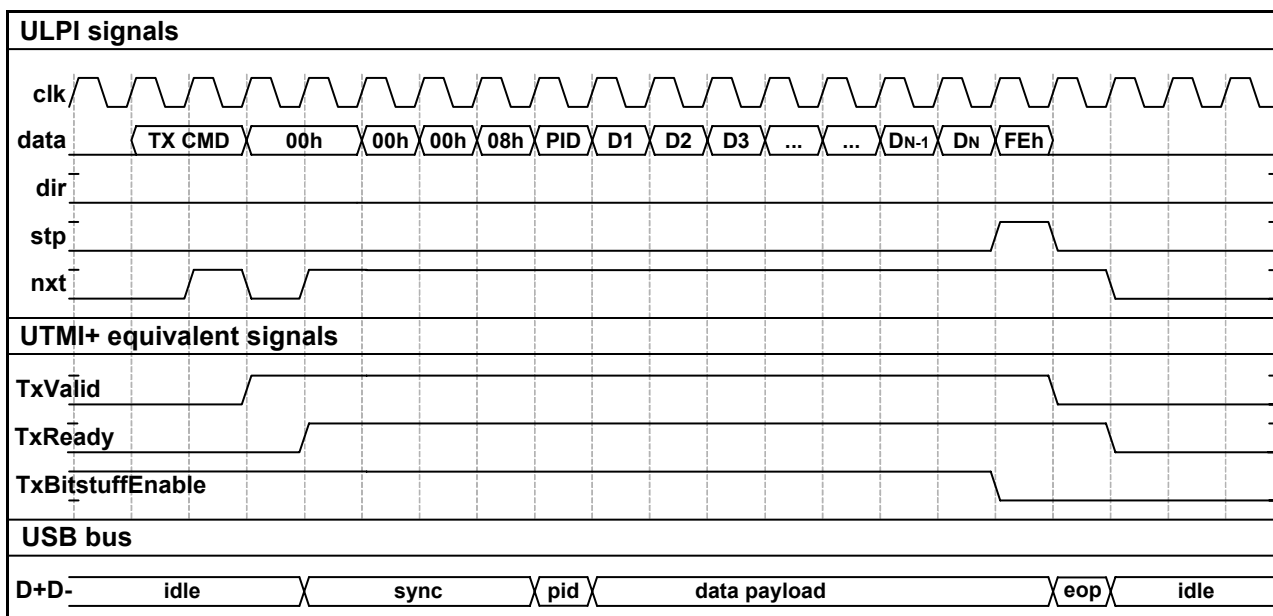 ULPI signals
clk
data TX CMD 00h 00h 00h 08h PID D1 D2 D3 ... ... DN-1 DN FEh
dir
stp
nxt
UTMI+ equivalent signals
TxValid
TxReady
TxBitstuffEnable
USB bus
D+D- idle sync pid data payload eop idle